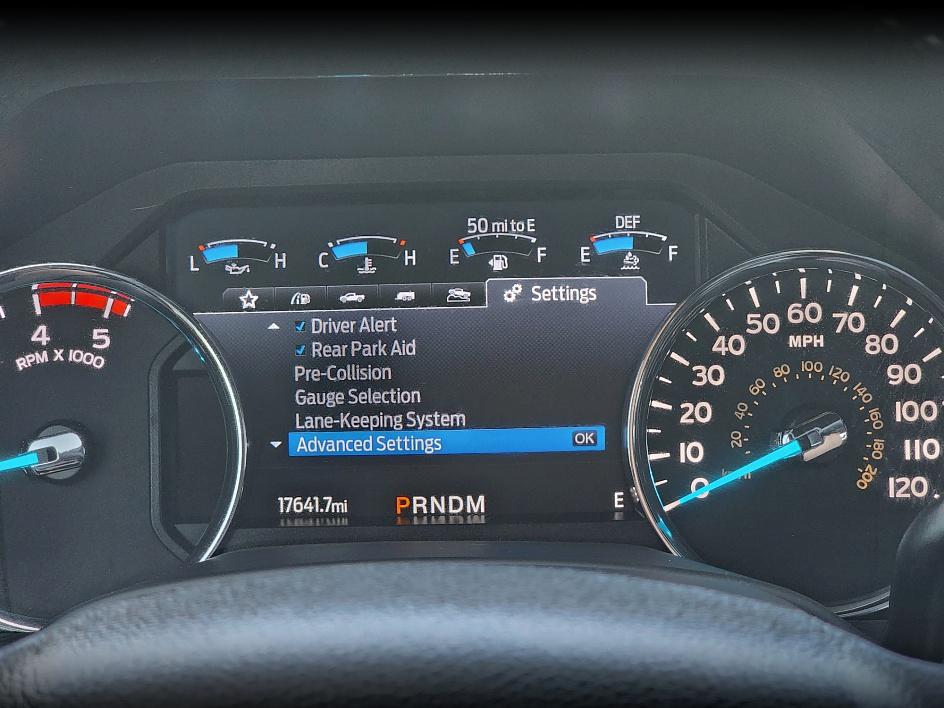 50 mi to E
DEF
L H
C H
E F
E F
Settings
Driver Alert
Rear Park Aid
Pre-Collision
Gauge Selection
Lane-Keeping System
Advanced Settings OK
17641.7mi
PRNDM
E
4 5
RPM X 1000
0 10 20 30 40 50 60 70 80 90 100 110 120
MPH
20 40 60 80 100 120 140 160 180 200